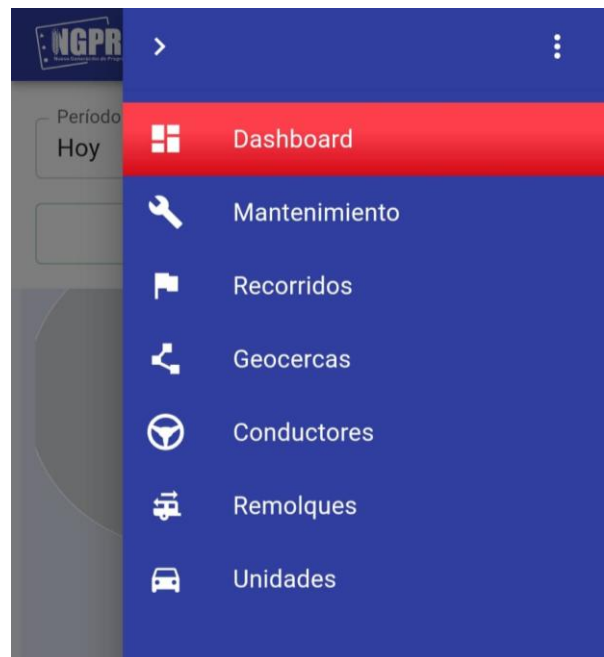 NGPR
Período
Hoy
Dashboard
Mantenimiento
Recorridos
Geocercas
Conductores
Remolques
Unidades